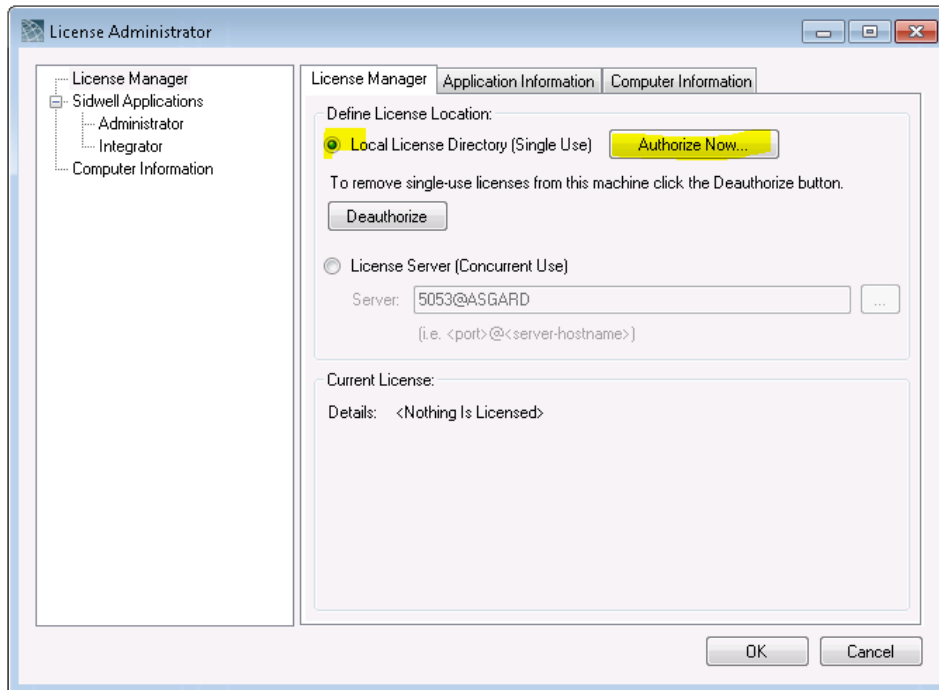 License Administrator
License Manager
Sidwell Applications
Administrator
Integrator
Computer Information
License Manager
Application Information
Computer Information
Define License Location:
Local License Directory (Single Use)
Authorize Now...
To remove single-use licenses from this machine click the Deauthorize button.
Deauthorize
License Server (Concurrent Use)
Server: 5053@ASGARD
...
(i.e. <port>@<server-hostname>)
Current License:
Details: <Nothing Is Licensed>
OK
Cancel